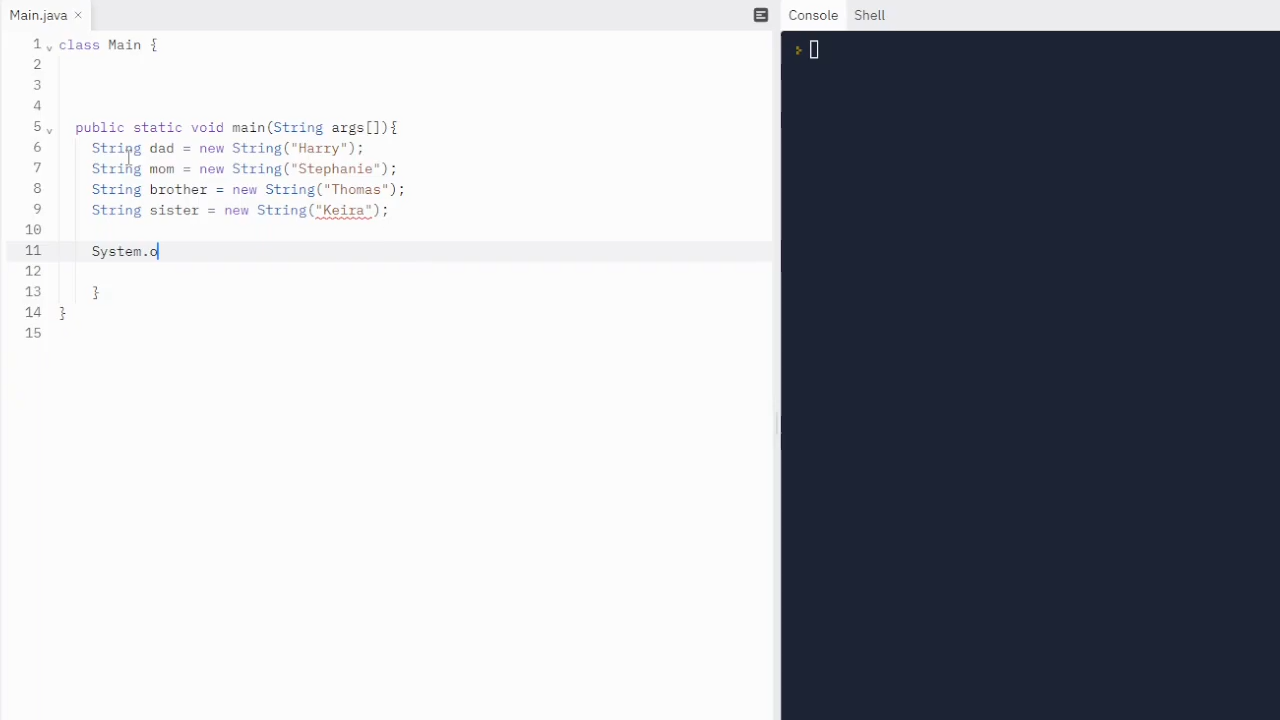 Main.java ×
Console Shell
1 class Main {
2
3
4
5 public static void main(String args[]){
6 String dad = new String("Harry");
7 String mom = new String("Stephanie");
8 String brother = new String("Thomas");
9 String sister = new String("Keira");
10
11 System.o
12
13 }
14 }
15